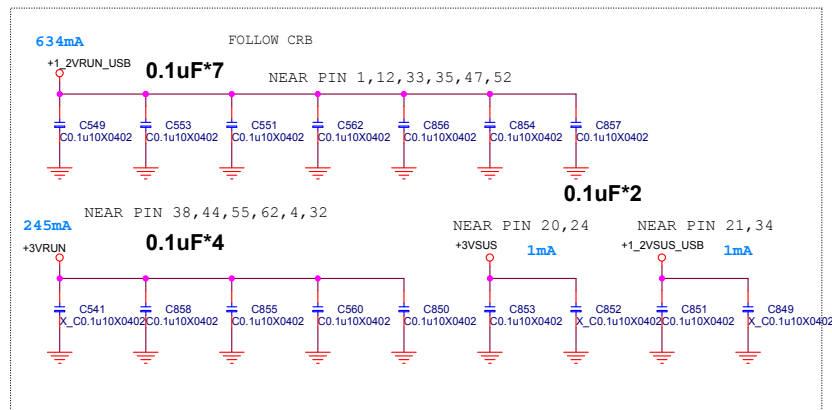 634mA
FOLLOW CRB
+1_2VRUN_USB
0.1uF*7
NEAR PIN 1,12,33,35,47,52
C549 C553 C551 C562 C856 C854 C857
C0.1u10X0402 C0.1u10X0402 C0.1u10X0402 C0.1u10X0402 C0.1u10X0402 C0.1u10X0402 C0.1u10X0402
0.1uF*2
NEAR PIN 38,44,55,62,4,32
245mA
0.1uF*4
+3VRUN
NEAR PIN 20,24
+3VSUS
1mA
NEAR PIN 21,34
+1_2VSUS_USB
1mA
C541 C858 C855 C560 C850 C853 C852 C851 C849
X_C0.1u10X0402 C0.1u10X0402 C0.1u10X0402 C0.1u10X0402 C0.1u10X0402 C0.1u10X0402 X_C0.1u10X0402 C0.1u10X0402 X_C0.1u10X0402